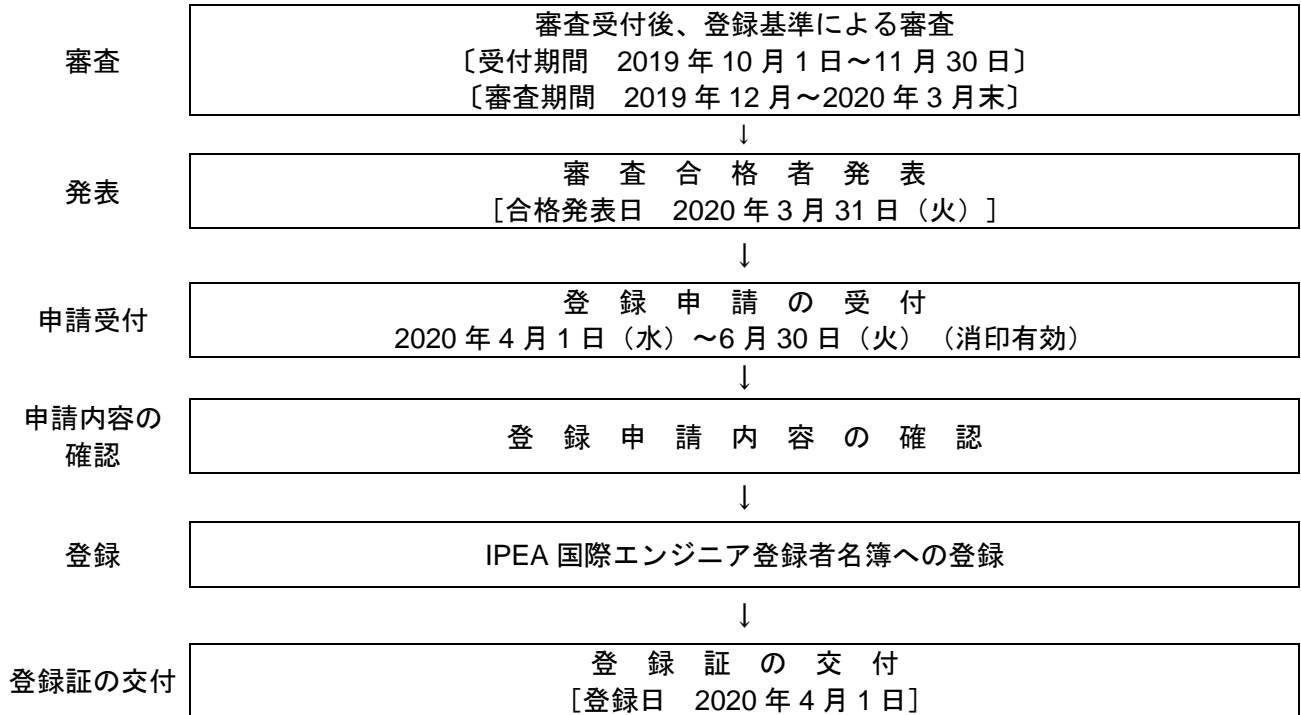 審査
審査受付後、登録基準による審査
〔受付期間　2019 年 10 月 1 日～11 月 30 日〕
〔審査期間　2019 年 12 月～2020 年 3 月末〕
↓
発表
審　査　合　格　者　発　表
［合格発表日　2020 年 3 月 31 日（火）］
↓
申請受付
登　録　申　請　の　受　付
2020 年 4 月 1 日（水）～6 月 30 日（火）（消印有効）
↓
申請内容の
確認
登　録　申　請　内　容　の　確　認
↓
登録
IPEA 国際エンジニア登録者名簿への登録
↓
登録証の交付
登　録　証　の　交　付
［登録日　2020 年 4 月 1 日］